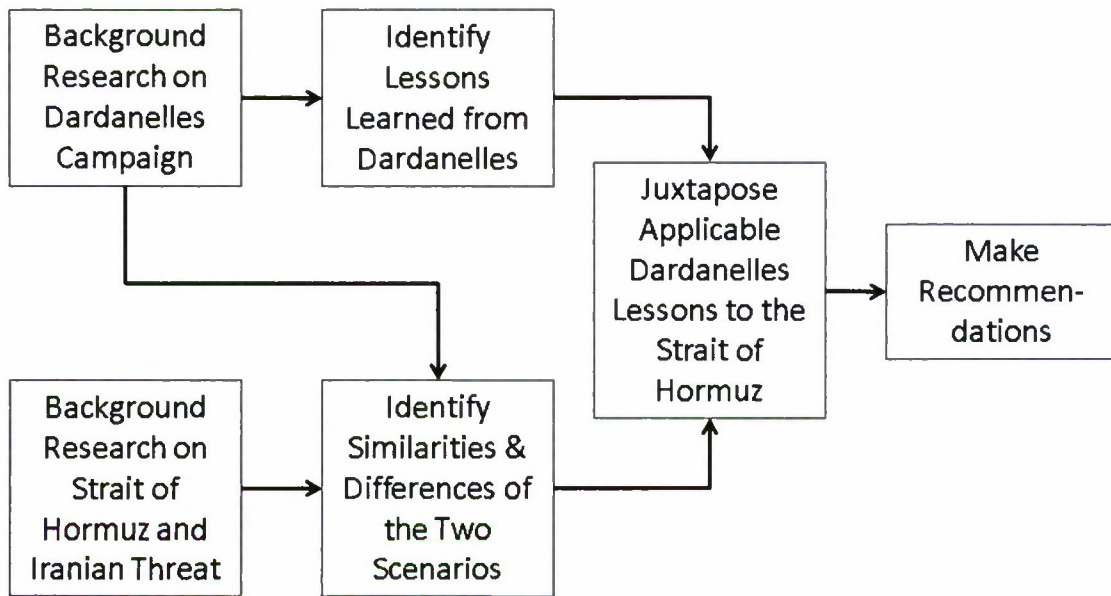 Background
Research on
Dardanelles
Campaign
Identify
Lessons
Learned from
Dardanelles
Juxtapose
Applicable
Dardanelles
Lessons to the
Strait of
Hormuz
Make
Recommen-
dations
Background
Research on
Strait of
Hormuz and
Iranian Threat
Identify
Similarities &
Differences of
the Two
Scenarios